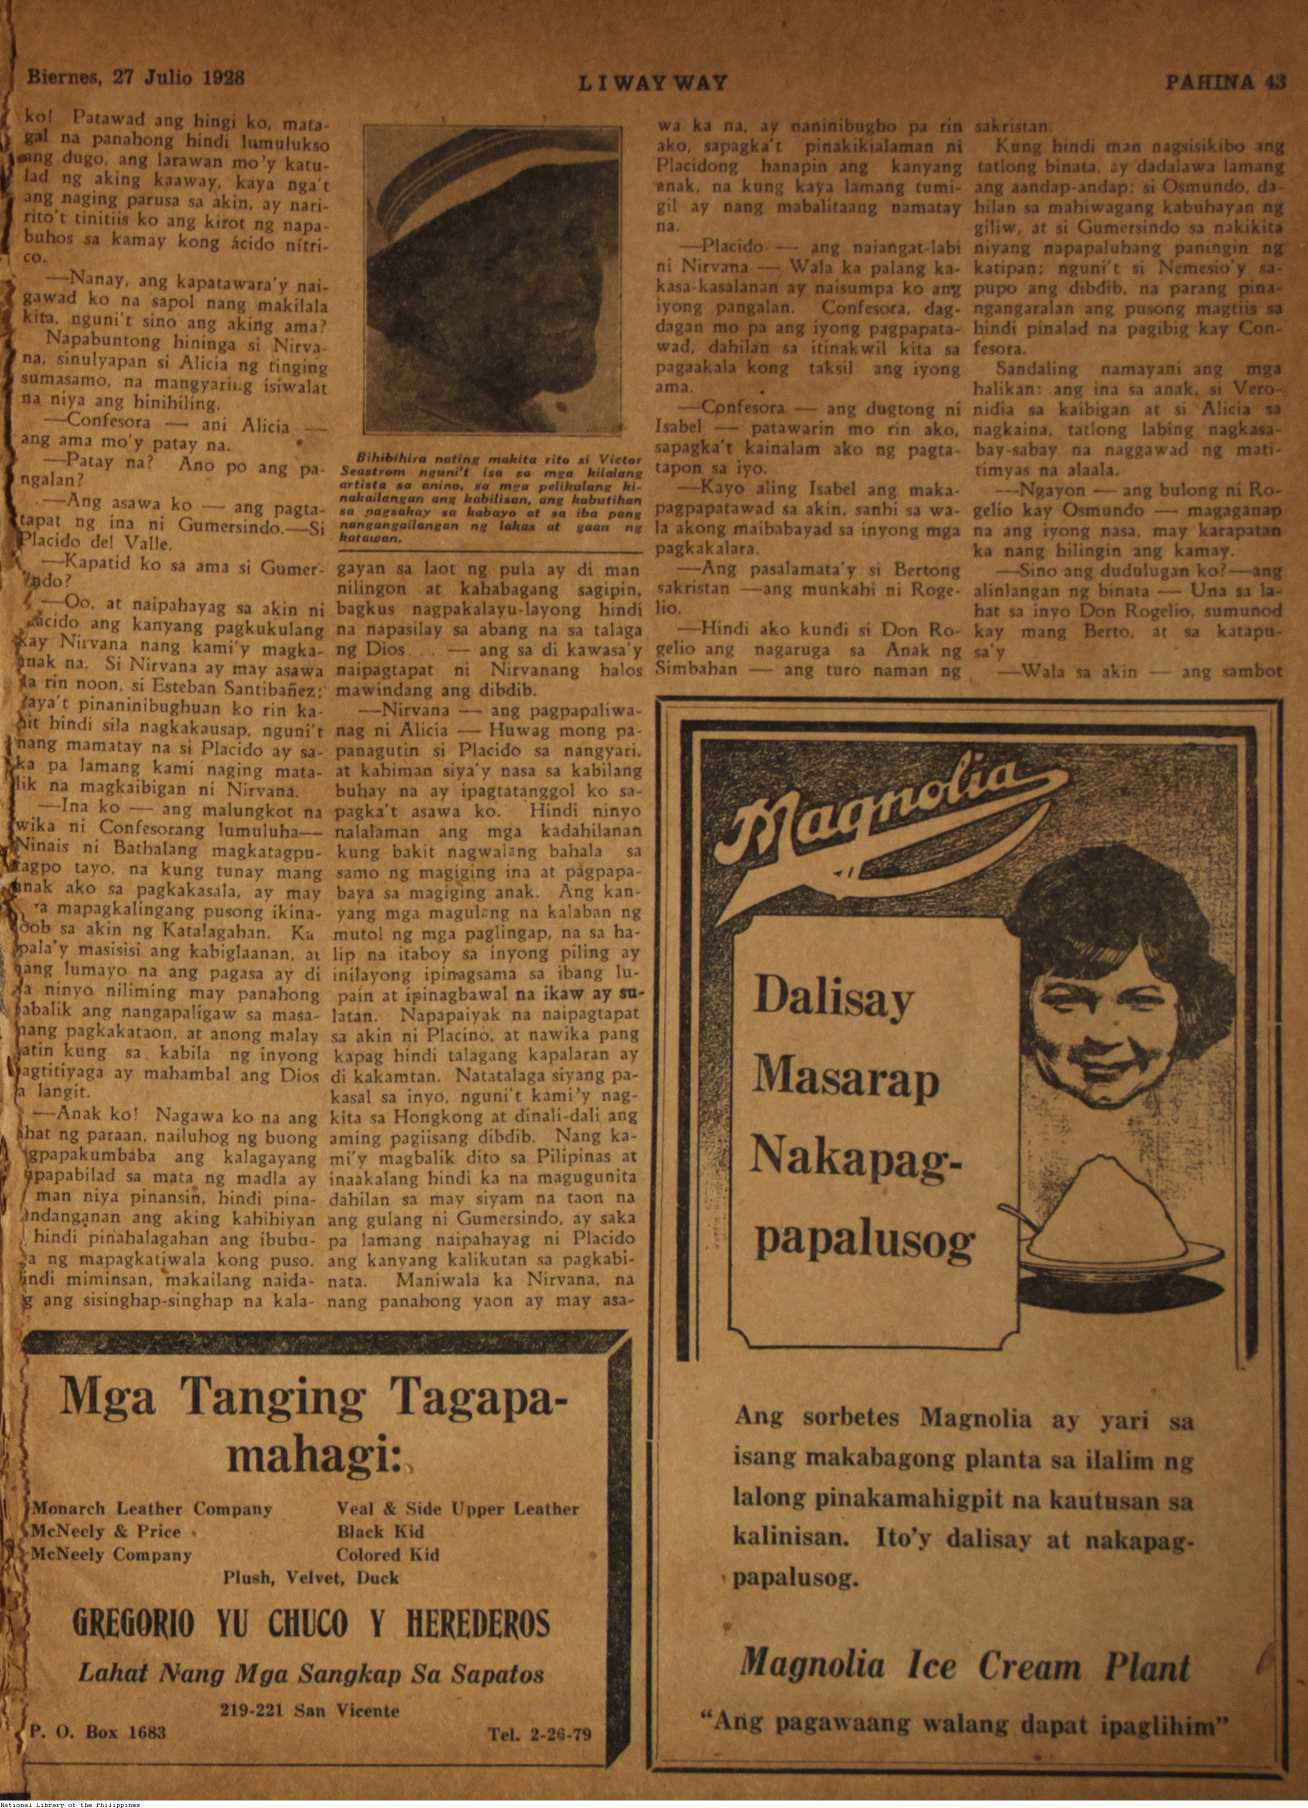 Biernes, 27 Julio 1928
LIWAYWAY
PAHINA 43
ko! Patawad ang hingi ko, mata-
gal na panahong hindi lumulukso
ang dugo, ang larawan mo'y katu-
lad ng aking kaaway, kaya nga't
ang naging parusa sa akin, ay nari-
rito't tinitiis ko ang kirot ng napa-
buhos sa kamay kong ácido nítri-
co.
—Nanay, ang kapatawara'y nai-
gawad ko na sapol nang makilala
kita, nguni't sino ang aking ama?
Napabuntong hininga si Nirva-
na, sinulyapan si Alicia ng tinging
sumasamo, na mangyaring isiwalat
na niya ang hinihiling.
—Confesora — ani Alicia —
ang ama mo'y patay na.
—Patay na? Ano po ang pa-
ngalan?
—Ang asawa ko — ang pagta-
tapat ng ina ni Gumersindo.—Si
Placido del Valle.
—Kapatid ko sa ama si Gumer-
indo?
—Oo, at naipahayag sa akin ni
ácido ang kanyang pagkukulang
kay Nirvana nang kami'y magka-
anak na. Si Nirvana ay may asawa
na rin noon, si Esteban Santibañez;
kaya't pinaninibughuan ko rin ka-
hit hindi sila nagkakausap, nguni't
nang mamatay na si Placido ay sa-
ka pa lamang kami naging mata-
lik na magkaibigan ni Nirvana.
—Ina ko — ang malungkot na
wika ni Confesorang lumuluha—
Ninais ni Bathalang magkatagpu-
tagpo tayo, na kung tunay mang
anak ako sa pagkakasala, ay may
a mapagkalingang pusong ikina-
oob sa akin ng Katalagahan. Ka
pala'y masisisi ang kabiglaanan, at
nang lumayo na ang pagasa ay di
na ninyo niliming may panahong
abalik ang nangapaligaw sa masa-
nang pagkakataon, at anong malay
natin kung sa kabila ng inyong
pagtitiyaga ay mahambal ang Dios
a langit.
—Anak ko! Nagawa ko na ang
ahat ng paraan, nailuhog ng buong
gpapakumbaba ang kalagayang
papabilad sa mata ng madla ay
man niya pinansin, hindi pina-
andanganan ang aking kahihiyan
hindi pinahalagahan ang ibubu-
a ng mapagkatiwala kong puso.
indi miminsan, makailang naida-
g ang sisinghap-singhap na kala-
Bihibihira nating makita rito si Victor
Seastrom nguni't isa sa mga kilalang
artista sa anino, sa mga pelikulang ki-
nakailangan ang kabilisan, ang kabutihan
sa pagsakay sa kabayo at sa iba pang
nangangailangan ng lakas at gaan ng
katawan.
gayan sa laot ng pula ay di man
nilingon at kahabagang sagipin,
bagkus nagpakalayu-layong hindi
na napasilay sa abang na sa talaga
ng Dios . . . — ang sa di kawasa'y
naipagtapat ni Nirvanang halos
mawindang ang dibdib.
—Nirvana — ang pagpapaliwa-
nag ni Alicia — Huwag mong pa-
panagutin si Placido sa nangyari,
at kahiman siya'y nasa sa kabilang
buhay na ay ipagtatanggol ko sa-
pagka't asawa ko. Hindi ninyo
nalalaman ang mga kadahilanan
kung bakit nagwalang bahala sa
samo ng magiging ina at pagpapa-
baya sa magiging anak. Ang kan-
yang mga magulang na kalaban ng
mutol ng mga paglingap, na sa ha-
lip na itaboy sa inyong piling ay
inilayong ipinagsama sa ibang lu-
pain at ipinagbawal na ikaw ay su-
latan. Napapaiyak na naipagtapat
sa akin ni Placino, at nawika pang
kapag hindi talagang kapalaran ay
di kakamtan. Natatalaga siyang pa-
kasal sa inyo, nguni't kami'y nag-
kita sa Hongkong at dinali-dali ang
aming pagiisang dibdib. Nang ka-
mi'y magbalik dito sa Pilipinas at
inaakalang hindi ka na magugunita
dahilan sa may siyam na taon na
ang gulang ni Gumersindo, ay saka
pa lamang naipahayag ni Placido
ang kanyang kalikutan sa pagkabi-
nata. Maniwala ka Nirvana, na
nang panahong yaon ay may asa-
wa ka na, ay naninibugho pa rin
ako, sapagka't pinakikialaman ni
Placidong hanapin ang kanyang
anak, na kung kaya lamang tumi-
gil ay nang mabalitaang namatay
na.
—Placido — ang naiangat-labi
ni Nirvana — Wala ka palang ka-
kasa-kasalanan ay naisumpa ko ang
iyong pangalan. Confesora, dag-
dagan mo pa ang iyong pagpapata-
wad, dahilan sa itinakwil kita sa
pagaakala kong taksil ang iyong
ama.
—Confesora — ang dugtong ni
Isabel — patawarin mo rin ako,
sapagka't kainalam ako ng pagta-
tapon sa iyo.
—Kayo aling Isabel ang maka-
pagpapatawad sa akin, sanhi sa wa-
la akong maibabayad sa inyong mga
pagkakalara.
—Ang pasalamata'y si Bertong
sakristan —ang munkahi ni Roge-
lio.
—Hindi ako kundi si Don Ro-
gelio ang nagaruga sa Anak ng
Simbahan — ang turo naman ng
sakristan.
Kung hindi man nagsisikibo ang
tatlong binata, ay dadalawa lamang
ang aandap-andap: si Osmundo, da-
hilan sa mahiwagang kabuhayan ng
giliw, at si Gumersindo sa nakikita
niyang napapaluhang paningin ng
katipan; nguni't si Nemesio'y sa-
pupo ang dibdib, na parang pina-
ngangaralan ang pusong magtiis sa
hindi pinalad na pagibig kay Con-
fesora.
Sandaling namayani ang mga
halikan: ang ina sa anak, si Vero-
nidia sa kaibigan at si Alicia sa
nagkaina, tatlong labing nagkasa-
bay-sabay na naggawad ng mati-
timyas na alaala.
—Ngayon — ang bulong ni Ro-
gelio kay Osmundo — magaganap
na ang iyong nasa, may karapatan
ka nang hilingin ang kamay.
—Sino ang dudulugan ko?—ang
alinlangan ng binata — Una sa la-
hat sa inyo Don Rogelio, sumunod
kay mang Berto, at sa katapu-
sa'y
—Wala sa akin — ang sambot
Magnolia
Dalisay
Masarap
Nakapag-
papalusog
Ang sorbetes Magnolia ay yari sa
isang makabagong planta sa ilalim ng
lalong pinakamahigpit na kautusan sa
kalinisan. Ito'y dalisay at nakapag-
papalusog.
Magnolia Ice Cream Plant
"Ang pagawaang walang dapat ipaglihim"
Mga Tanging Tagapa-
mahagi:
Monarch Leather Company Veal & Side Upper Leather
McNeely & Price Black Kid
McNeely Company Colored Kid
Plush, Velvet, Duck
GREGORIO YU CHUCO Y HEREDEROS
Lahat Nang Mga Sangkap Sa Sapatos
219-221 San Vicente
P. O. Box 1683 Tel. 2-26-79
National Library of the Philippines